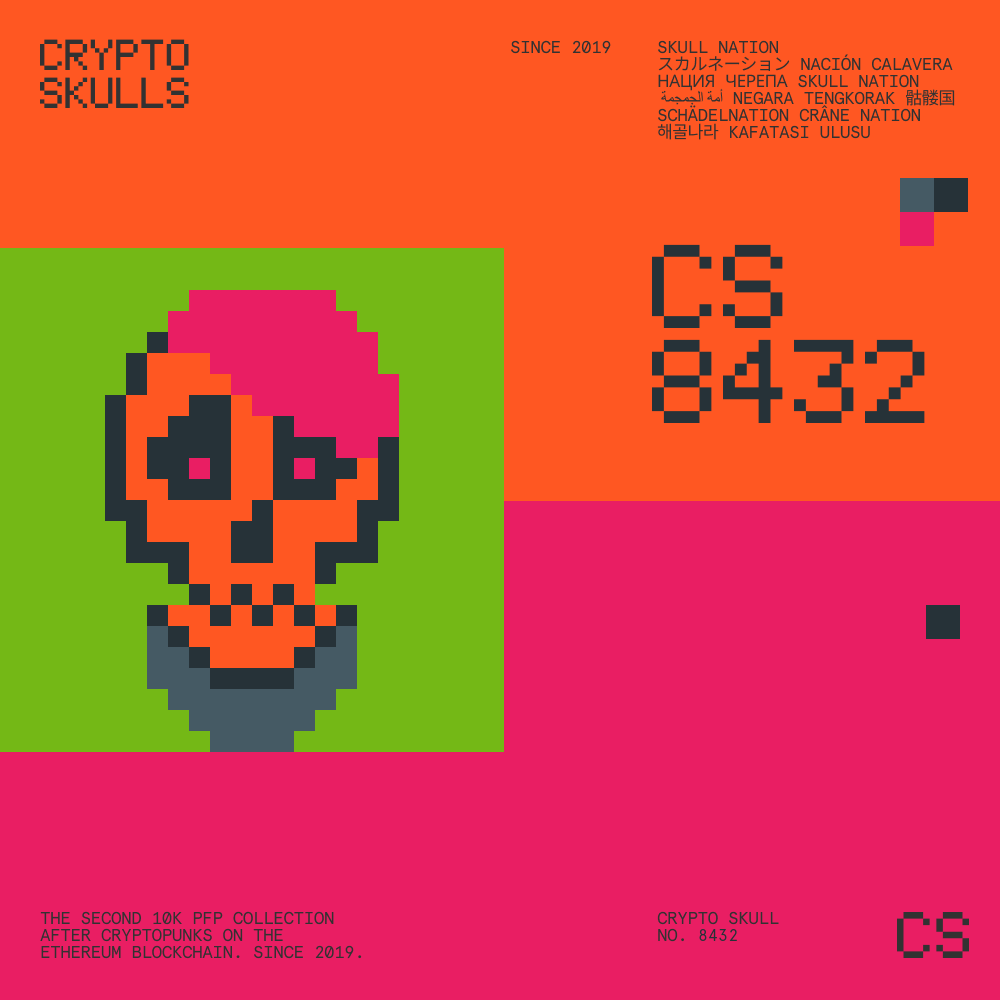 CRYPTO
SKULLS
SINCE 2019
SKULL NATION
スカルネーション NACIÓN CALAVERA
НАЦИЯ ЧЕРЕПА SKULL NATION
أمة الجمجمة NEGARA TENGKORAK 骷髅国
SCHÄDELNATION CRÂNE NATION
해골나라 KAFATASI ULUSU
CS
8432
THE SECOND 10K PFP COLLECTION
AFTER CRYPTOPUNKS ON THE
ETHEREUM BLOCKCHAIN. SINCE 2019.
CRYPTO SKULL
NO. 8432
CS